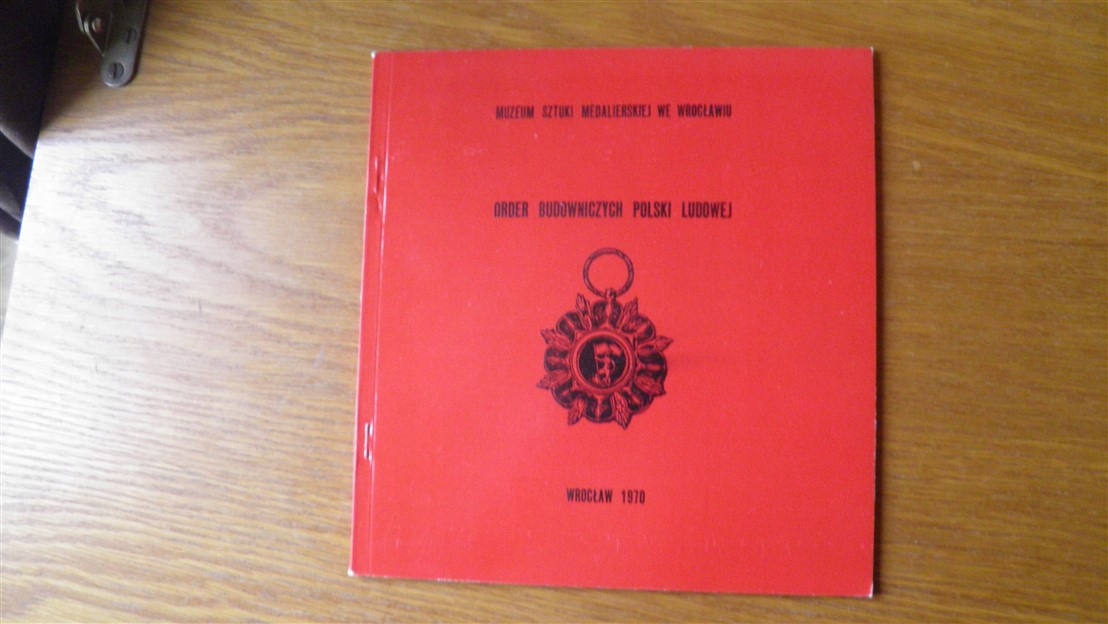 MUZEUM SZTUKI MEDALIERSKIEJ WE WROCŁAWIU
ORDER BUDOWNICZYCH POLSKI LUDOWEJ
WROCŁAW 1970